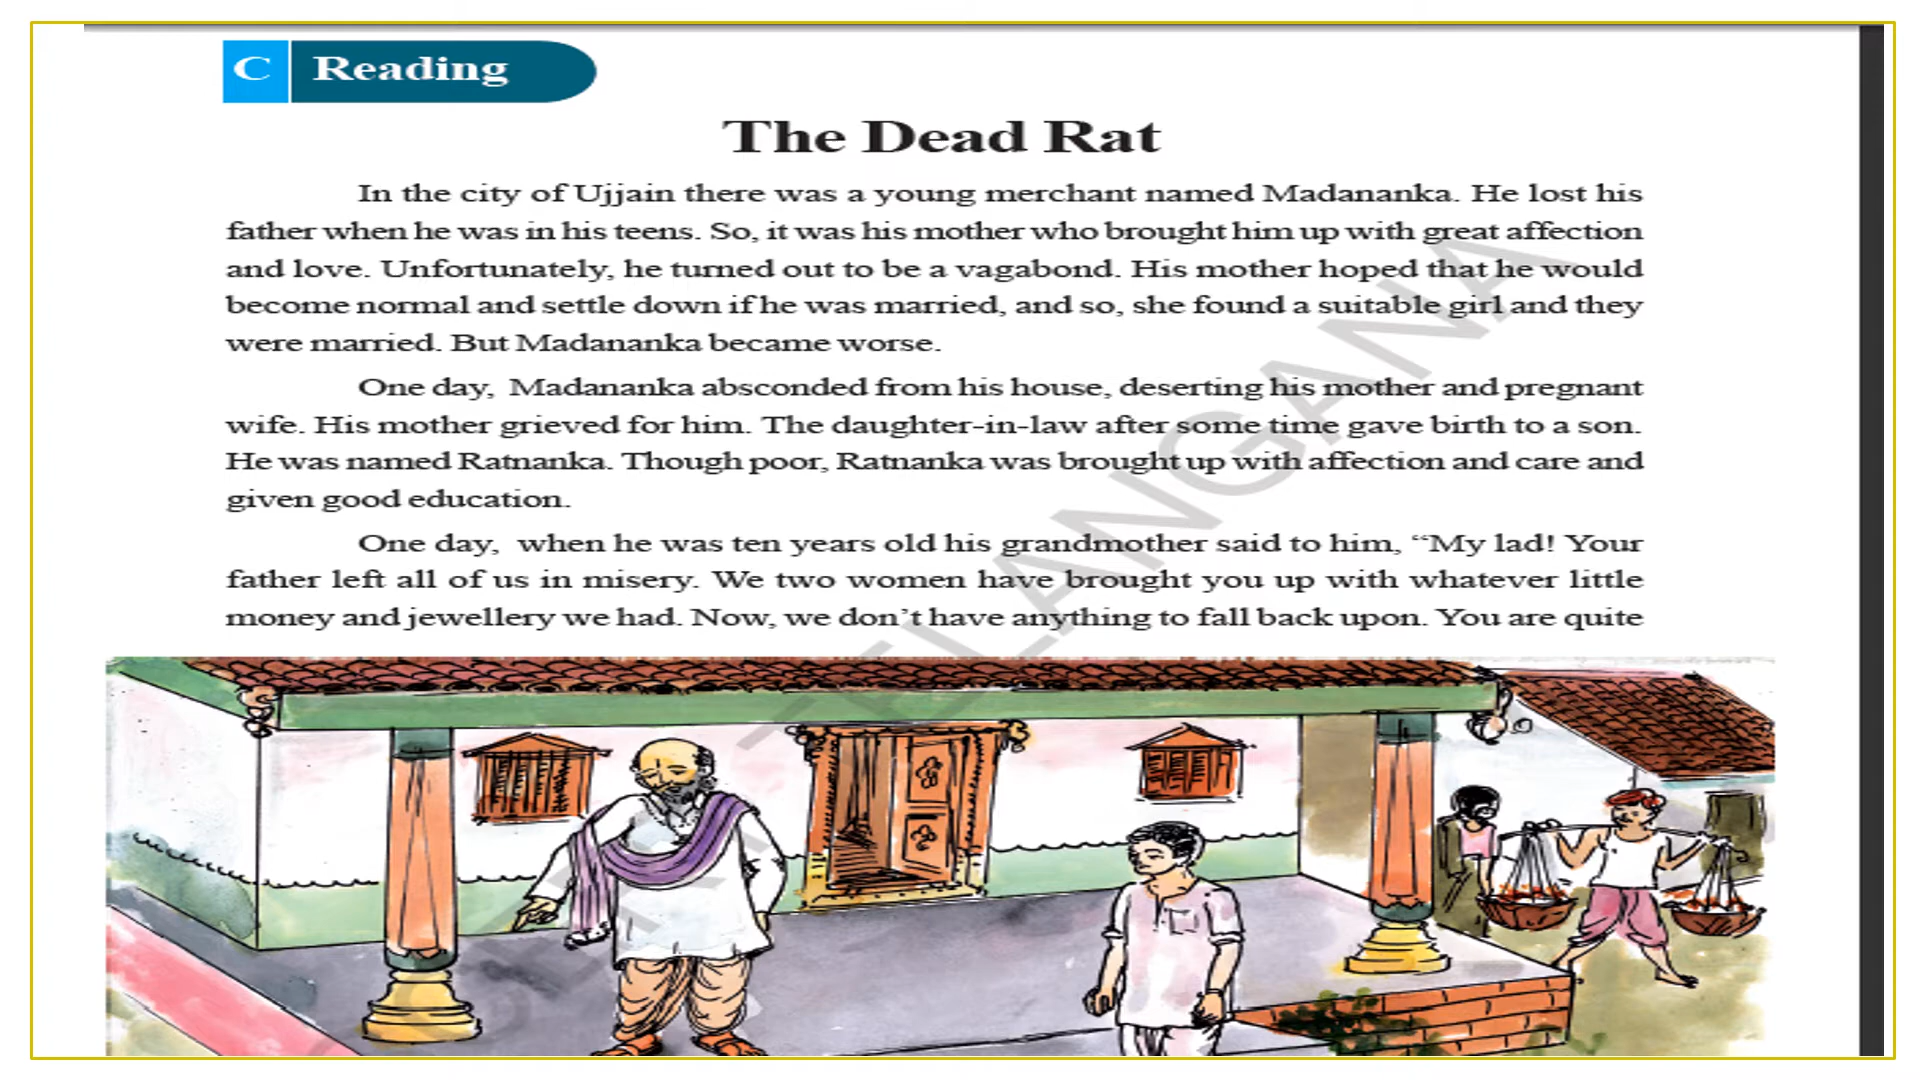 C Reading
The Dead Rat
In the city of Ujjain there was a young merchant named Madananka. He lost his
father when he was in his teens. So, it was his mother who brought him up with great affection
and love. Unfortunately, he turned out to be a vagabond. His mother hoped that he would
become normal and settle down if he was married, and so, she found a suitable girl and they
were married. But Madananka became worse.
One day, Madananka absconded from his house, deserting his mother and pregnant
wife. His mother grieved for him. The daughter-in-law after some time gave birth to a son.
He was named Ratnanka. Though poor, Ratnanka was brought up with affection and care and
given good education.
One day, when he was ten years old his grandmother said to him, “My lad! Your
father left all of us in misery. We two women have brought you up with whatever little
money and jewellery we had. Now, we don’t have anything to fall back upon. You are quite
TELANGANA